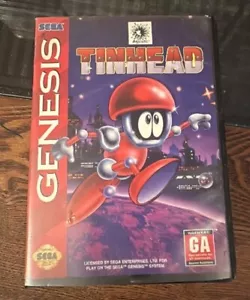 SEGA
GENESIS
TINHEAD
GA
LICENSED BY SEGA ENTERPRISES, LTD. FOR
PLAY ON THE SEGA GENESIS SYSTEM
SEGA